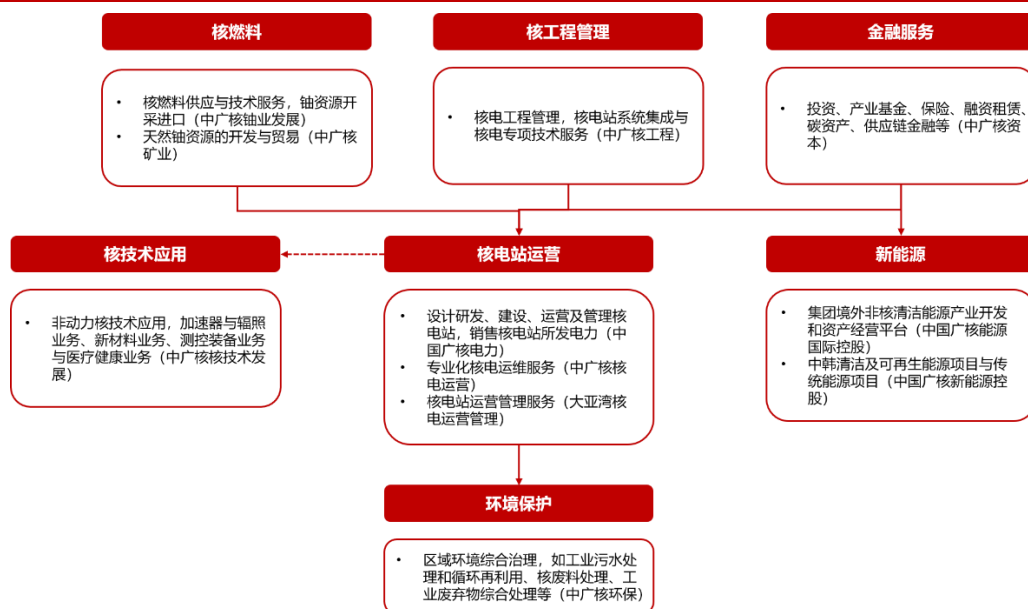 核燃料
核燃料供应与技术服务，铀资源开
采进口（中广核铀业发展）
天然铀资源的开发与贸易（中广核
矿业）
核工程管理
核电工程管理，核电站系统集成与
核电专项技术服务（中广核工程）
金融服务
投资、产业基金、保险、融资租赁、
碳资产、供应链金融等（中广核资
本）
核技术应用
非动力核技术应用，加速器与辐照
业务、新材料业务、测控装备业务
与医疗健康业务（中广核核技术发
展）
核电站运营
设计研发、建设、运营及管理核
电站，销售核电站所发电力（中
国广核电力）
专业化核电运维服务（中广核核
电运营）
核电站运营管理服务（大亚湾核
电运营管理）
新能源
集团境外非核清洁能源产业开发
和资产经营平台（中国广核能源
国际控股）
中韩清洁及可再生能源项目与传
统能源项目（中国广核新能源控
股）
环境保护
区域环境综合治理，如工业污水处
理和循环再利用、核废料处理、工
业废弃物综合处理等（中广核环保）